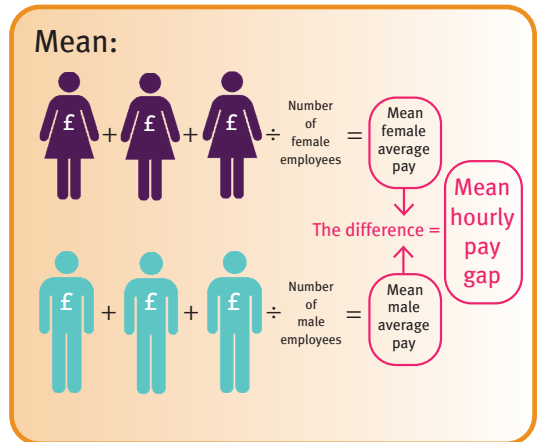 Mean:
£ + £ + £ ÷ Number of female employees = Mean female average pay
The difference = Mean hourly pay gap
£ + £ + £ ÷ Number of male employees = Mean male average pay